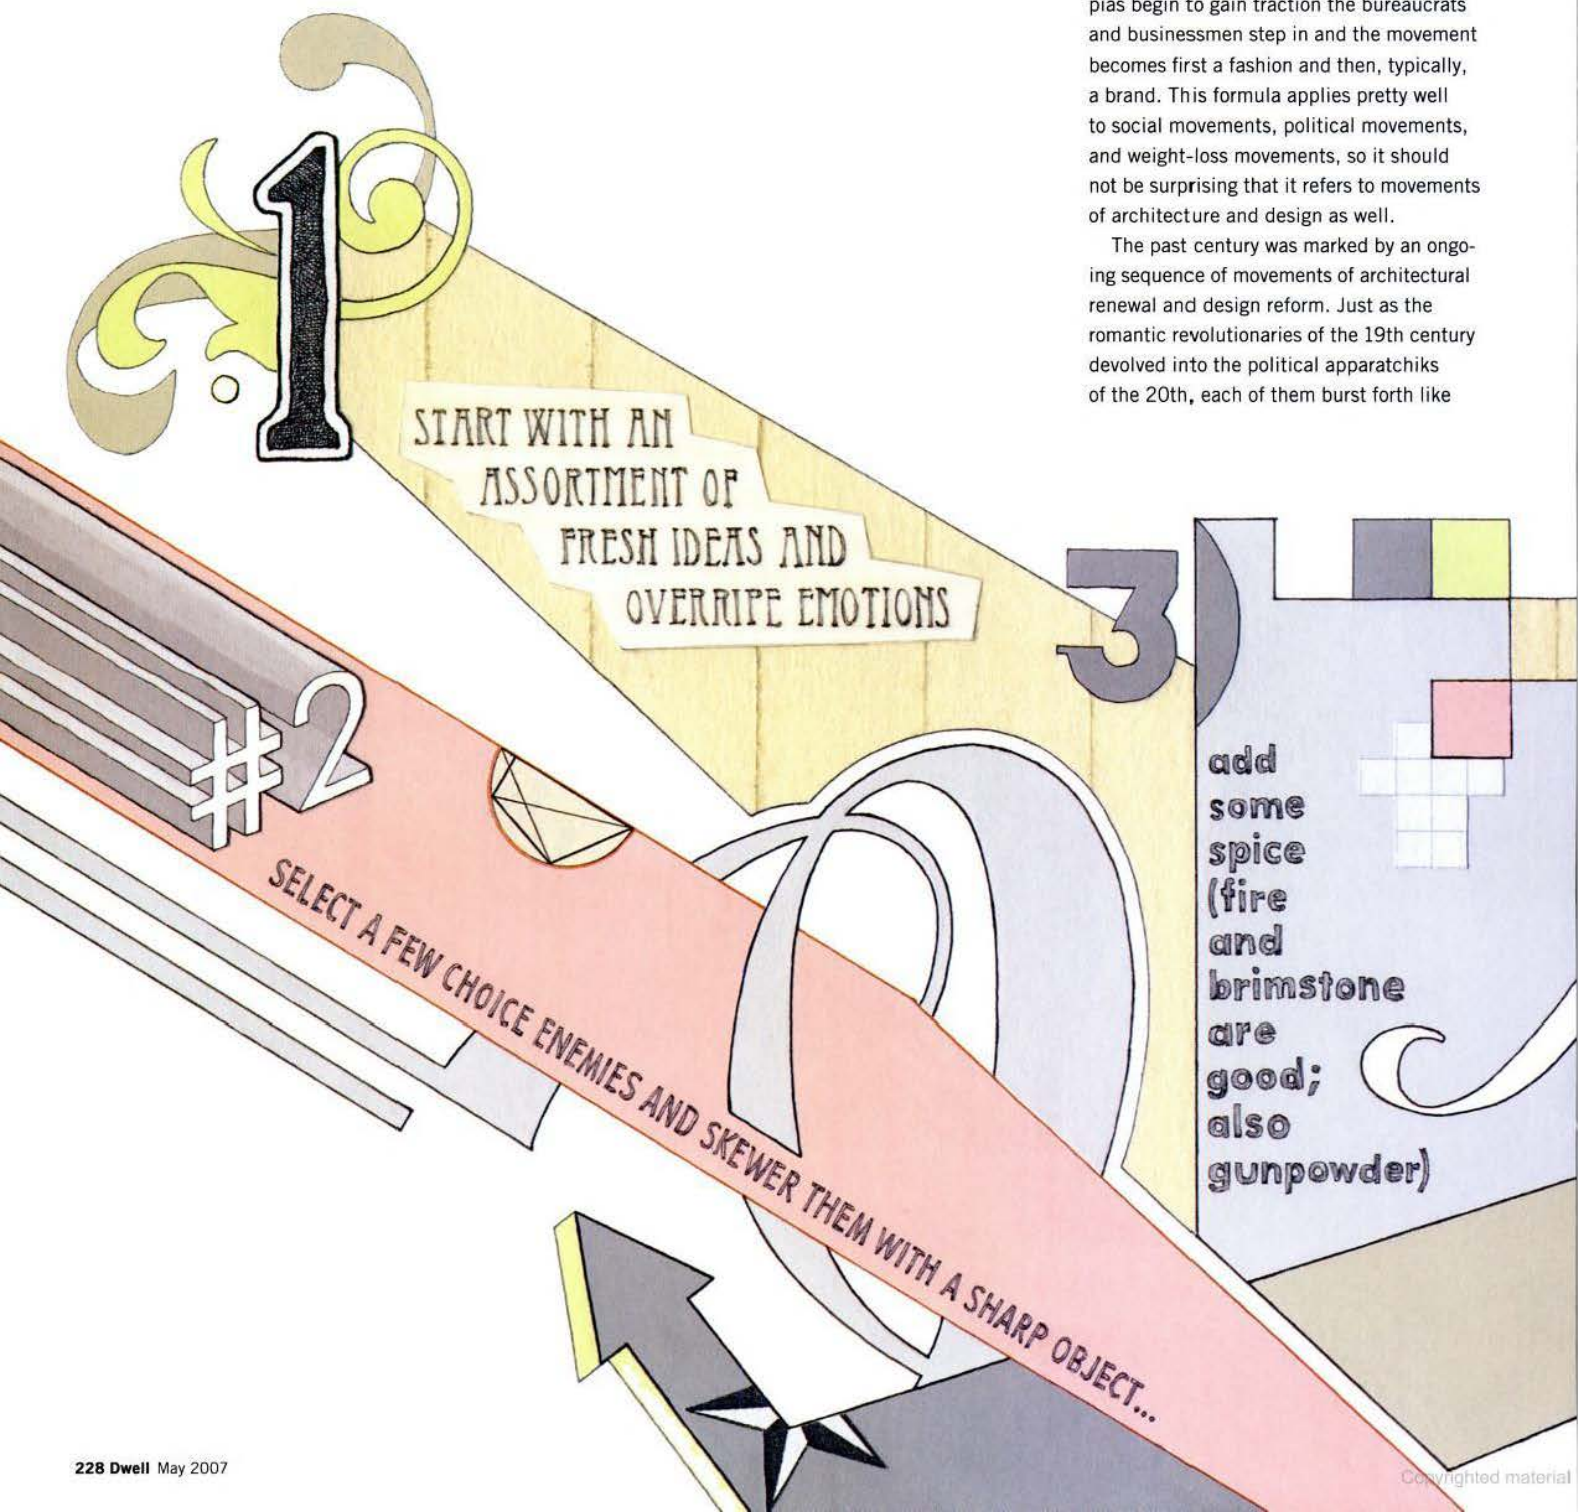 pias begin to gain traction the bureaucrats
and businessmen step in and the movement
becomes first a fashion and then, typically,
a brand. This formula applies pretty well
to social movements, political movements,
and weight-loss movements, so it should
not be surprising that it refers to movements
of architecture and design as well.
The past century was marked by an ongo-
ing sequence of movements of architectural
renewal and design reform. Just as the
romantic revolutionaries of the 19th century
devolved into the political apparatchiks
of the 20th, each of them burst forth like
1
START WITH AN
ASSORTMENT OF
FRESH IDEAS AND
OVERRIPE EMOTIONS
#2
SELECT A FEW CHOICE ENEMIES AND SKEWER THEM WITH A SHARP OBJECT...
3
add
some
spice
(fire
and
brimstone
are
good;
also
gunpowder)
228 Dwell May 2007
Copyrighted material